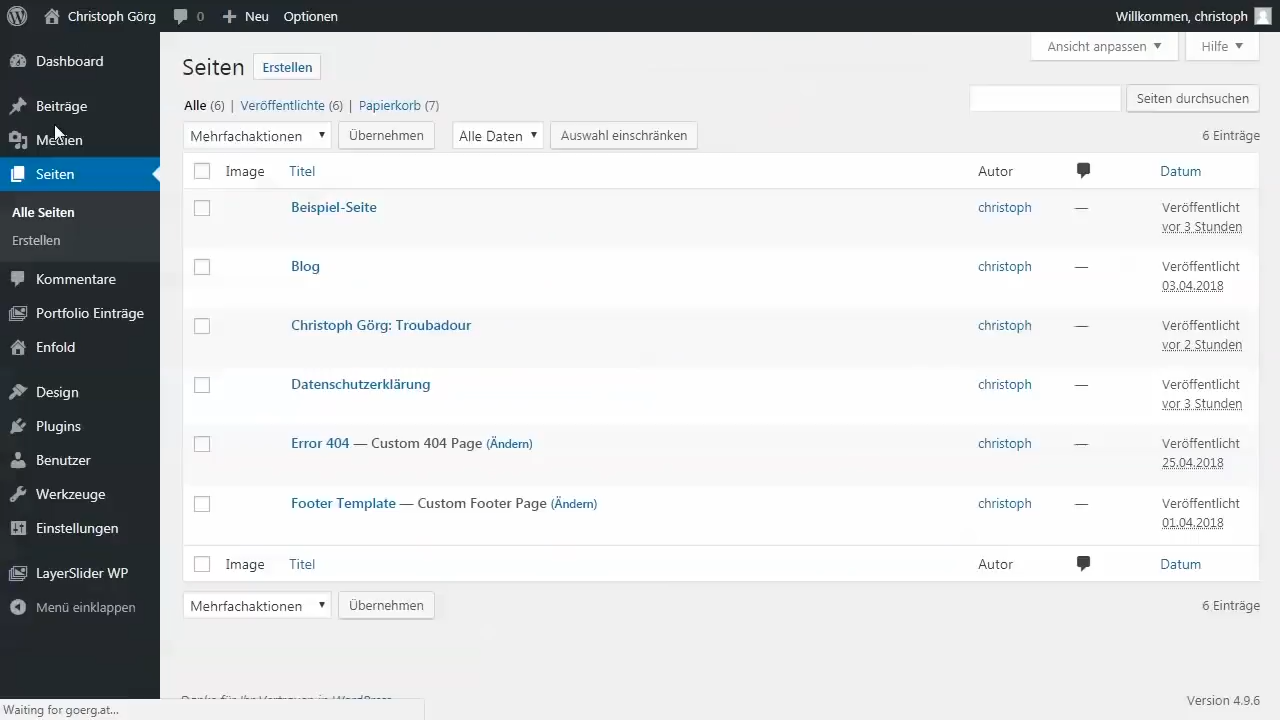 Christoph Görg 0 Neu Optionen Willkommen, christoph
Dashboard
Beiträge
Medien
Seiten
Alle Seiten
Erstellen
Kommentare
Portfolio Einträge
Enfold
Design
Plugins
Benutzer
Werkzeuge
Einstellungen
LayerSlider WP
Menü einklappen
Ansicht anpassen Hilfe
Seiten Erstellen
Alle (6) | Veröffentlichte (6) | Papierkorb (7) Seiten durchsuchen
Mehrfachaktionen Übernehmen Alle Daten Auswahl einschränken 6 Einträge
Image Titel Autor Datum
Beispiel-Seite christoph — Veröffentlicht
vor 3 Stunden
Blog christoph — Veröffentlicht
03.04.2018
Christoph Görg: Troubadour christoph — Veröffentlicht
vor 2 Stunden
Datenschutzerklärung christoph — Veröffentlicht
vor 3 Stunden
Error 404 — Custom 404 Page (Ändern) christoph — Veröffentlicht
25.04.2018
Footer Template — Custom Footer Page (Ändern) christoph — Veröffentlicht
01.04.2018
Image Titel Autor Datum
Mehrfachaktionen Übernehmen 6 Einträge
Danke für Ihr Vertrauen in WordPress. Version 4.9.6
Waiting for goerg.at...